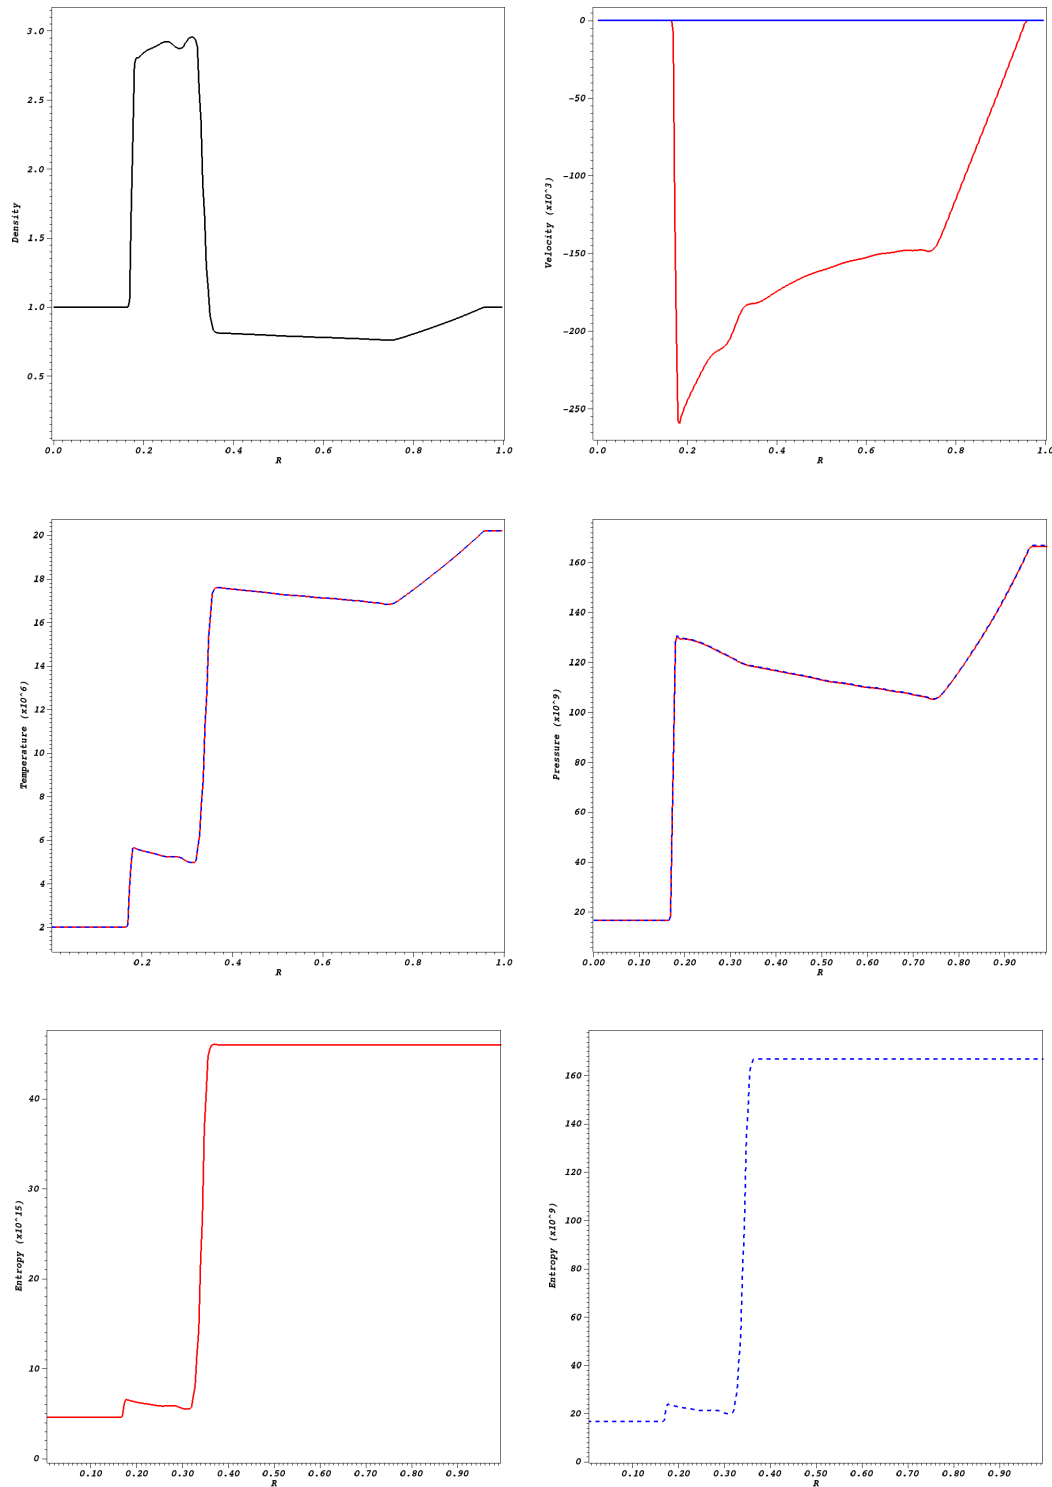 3.0
2.5
2.0
1.5
1.0
0.5
Density
0.0 0.2 0.4 0.6 0.8 1.0
R
0
-50
-100
-150
-200
-250
Velocity (x10^3)
0.0 0.2 0.4 0.6 0.8 1.0
R
20
18
16
14
12
10
8
6
4
2
Temperature (x10^6)
0.2 0.4 0.6 0.8 1.0
R
160
140
120
100
80
60
40
20
Pressure (x10^9)
0.00 0.10 0.20 0.30 0.40 0.50 0.60 0.70 0.80 0.90
R
40
30
20
10
0
Entropy (x10^15)
0.10 0.20 0.30 0.40 0.50 0.60 0.70 0.80 0.90
R
160
140
120
100
80
60
40
20
0
Entropy (x10^9)
0.10 0.20 0.30 0.40 0.50 0.60 0.70 0.80 0.90
R